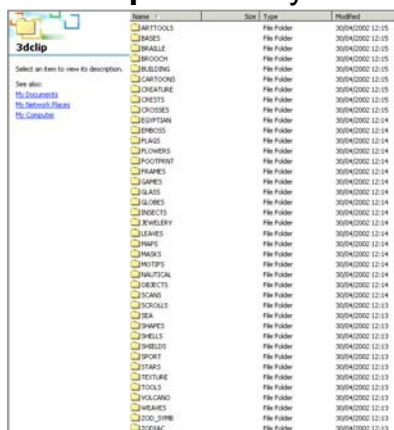 Name Size Type Modified
3dclip
Select an item to view its description.
See also:
My Documents
My Network Places
My Computer
ARTTOOLS File Folder 30/04/2002 12:15
BASES File Folder 30/04/2002 12:15
BRAILLE File Folder 30/04/2002 12:15
BROOCH File Folder 30/04/2002 12:15
BUILDING File Folder 30/04/2002 12:15
CARTOONS File Folder 30/04/2002 12:15
CREATURE File Folder 30/04/2002 12:15
CRESTS File Folder 30/04/2002 12:15
CROSSES File Folder 30/04/2002 12:15
EGYPTIAN File Folder 30/04/2002 12:14
EMBOSS File Folder 30/04/2002 12:14
FLAGS File Folder 30/04/2002 12:14
FLOWERS File Folder 30/04/2002 12:14
FOOTPRNT File Folder 30/04/2002 12:14
FRAMES File Folder 30/04/2002 12:14
GAMES File Folder 30/04/2002 12:14
GLASS File Folder 30/04/2002 12:14
GLOBES File Folder 30/04/2002 12:14
INSECTS File Folder 30/04/2002 12:14
JEWELERY File Folder 30/04/2002 12:14
LEAVES File Folder 30/04/2002 12:14
MAPS File Folder 30/04/2002 12:14
MASKS File Folder 30/04/2002 12:14
MOTIFS File Folder 30/04/2002 12:14
NAUTICAL File Folder 30/04/2002 12:14
OBJECTS File Folder 30/04/2002 12:14
SCANS File Folder 30/04/2002 12:14
SCROLLS File Folder 30/04/2002 12:13
SEA File Folder 30/04/2002 12:13
SHAPES File Folder 30/04/2002 12:13
SHELLS File Folder 30/04/2002 12:13
SHIELDS File Folder 30/04/2002 12:13
SPORT File Folder 30/04/2002 12:13
STARS File Folder 30/04/2002 12:13
TEXTURE File Folder 30/04/2002 12:13
TOOLS File Folder 30/04/2002 12:13
VOLCANO File Folder 30/04/2002 12:13
WEAVES File Folder 30/04/2002 12:13
ZOD_SYMB File Folder 30/04/2002 12:13
ZODIAC File Folder 30/04/2002 12:13